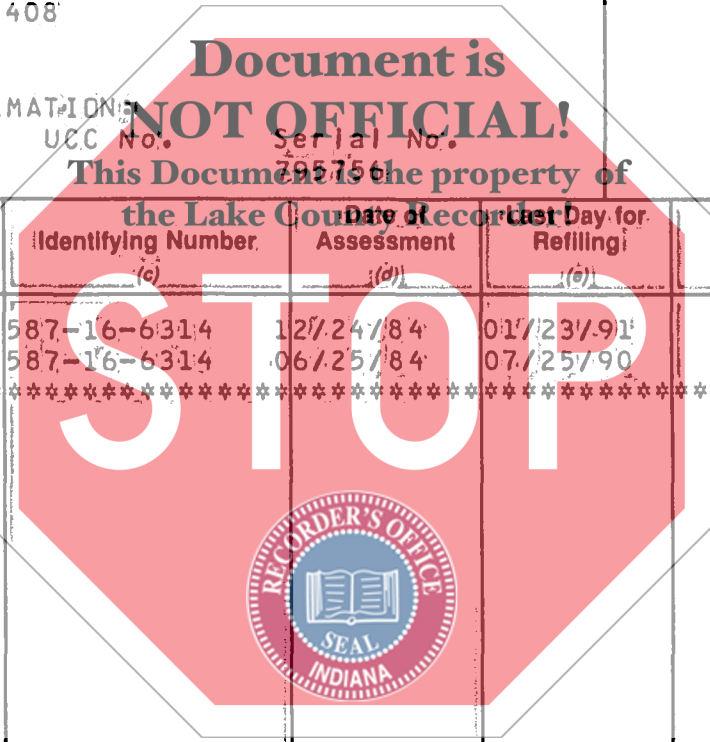 408
Document is
NOT OFFICIAL!
MATION:
UCC No. Serial No.
795756
This Document is the property of
the Lake County Recorder!
Identifying Number
(c)
Date of
Assessment
(d)
Last Day for
Refiling
(e)
587-16-6314 12/24/84 01/23/91
587-16-6314 06/25/84 07/25/90
***********************************
STOP
RECORDER'S OFFICE
SEAL
INDIANA